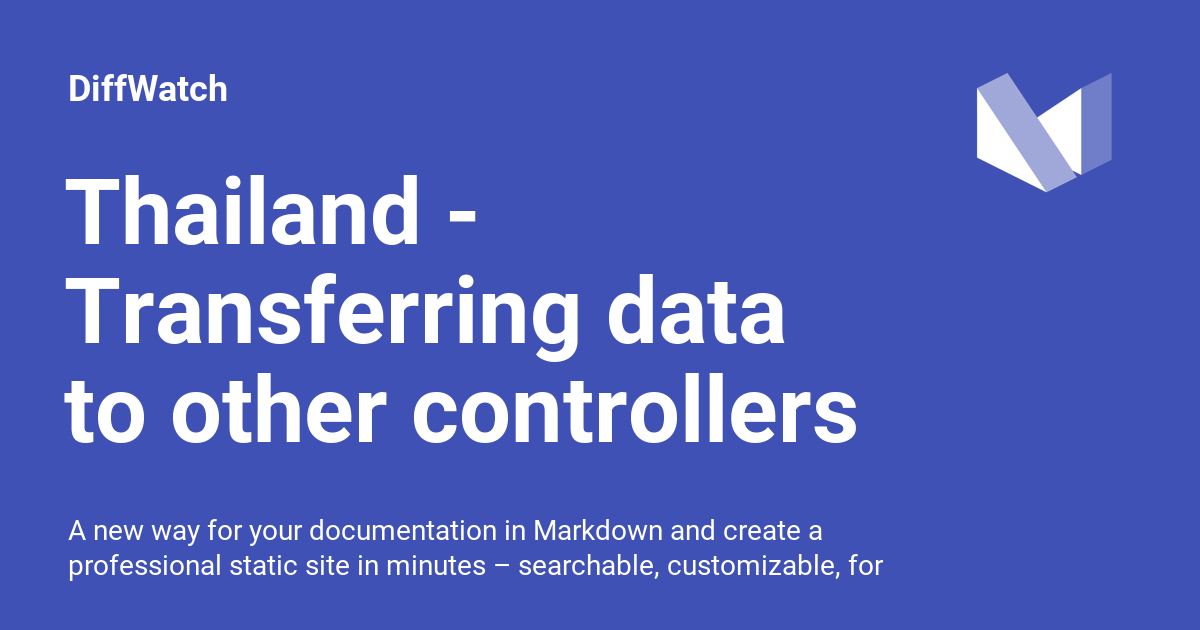 DiffWatch
Thailand -
Transferring data
to other controllers
A new way for your documentation in Markdown and create a
professional static site in minutes – searchable, customizable, for